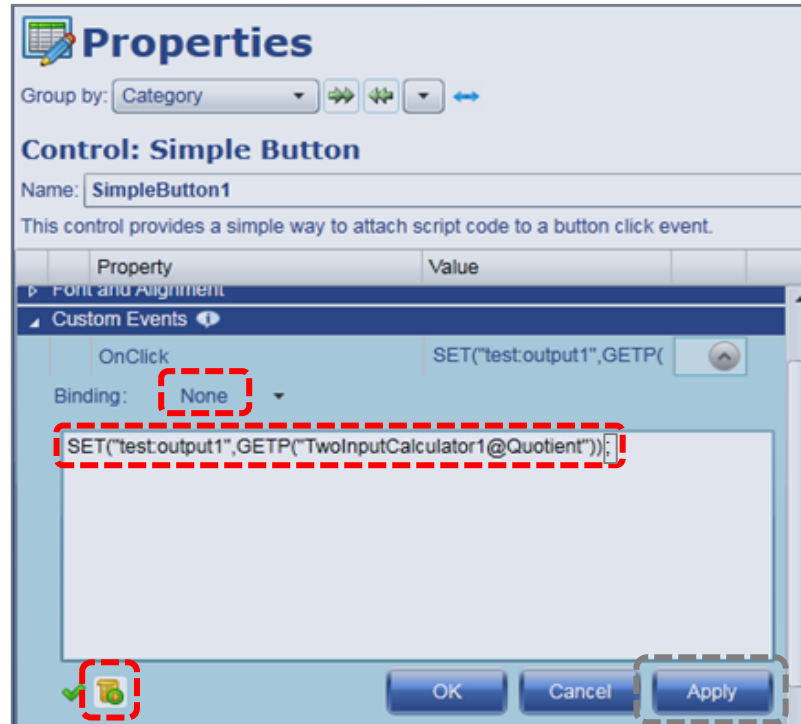 Properties
Group by: Category
Control: Simple Button
Name: SimpleButton1
This control provides a simple way to attach script code to a button click event.
Property Value
Font and Alignment
Custom Events
OnClick SET("test:output1",GETP(
Binding: None
SET("test:output1",GETP("TwoInputCalculator1@Quotient"));
OK Cancel Apply